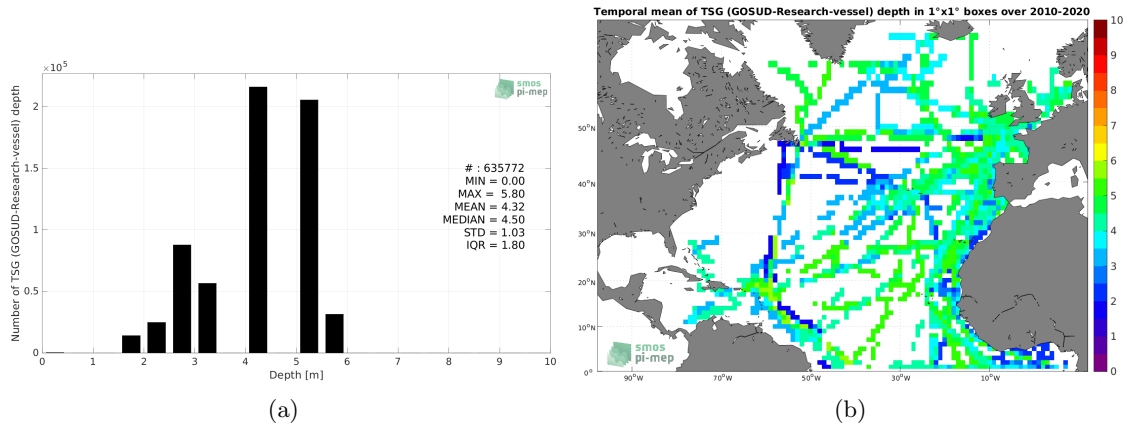 ×10⁵
2
1.5
1
0.5
0
Number of TSG (GOSUD-Research-vessel) depth
0 1 2 3 4 5 6 7 8 9 10
Depth [m]
smos
pi-mep
# : 635772
MIN = 0.00
MAX = 5.80
MEAN = 4.32
MEDIAN = 4.50
STD = 1.03
IQR = 1.80
(a)
Temporal mean of TSG (GOSUD-Research-vessel) depth in 1°x1° boxes over 2010-2020
50°N
40°N
30°N
20°N
10°N
0°
90°W 70°W 50°W 30°W 10°W
smos
pi-mep
10
9
8
7
6
5
4
3
2
1
0
(b)